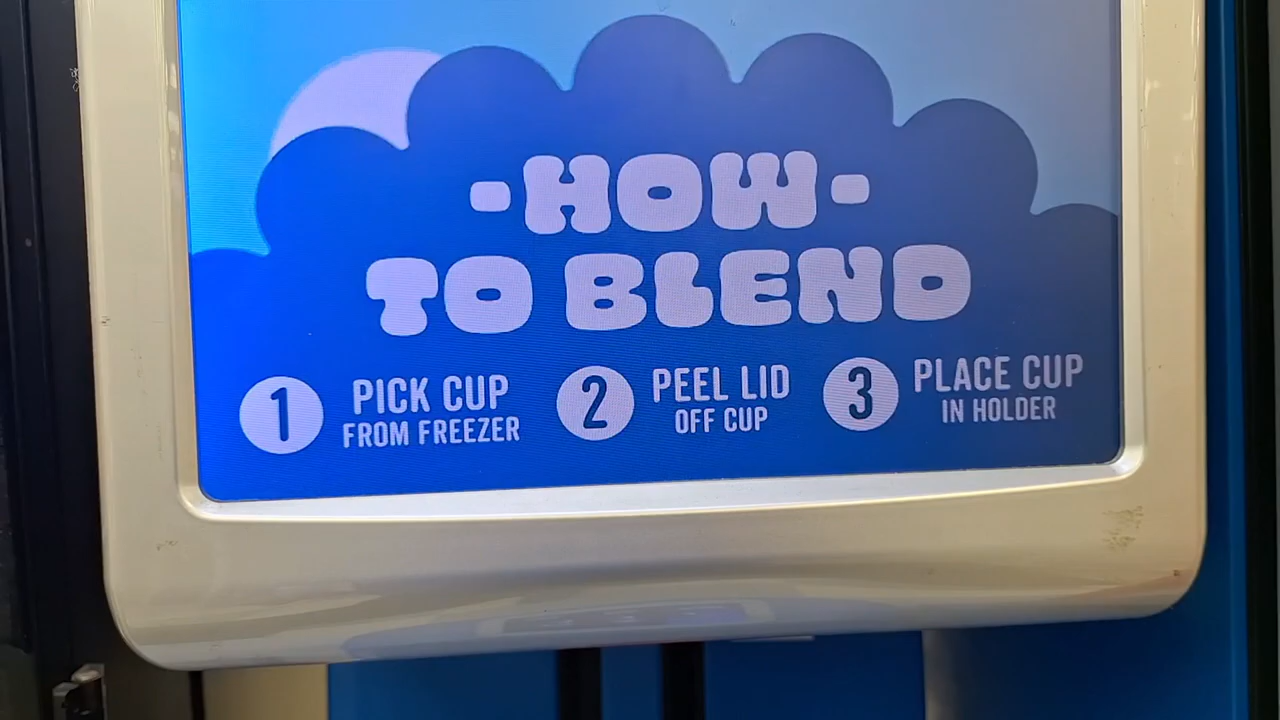 ·HOW·
TO BLEND
1 PICK CUP
FROM FREEZER
2 PEEL LID
OFF CUP
3 PLACE CUP
IN HOLDER